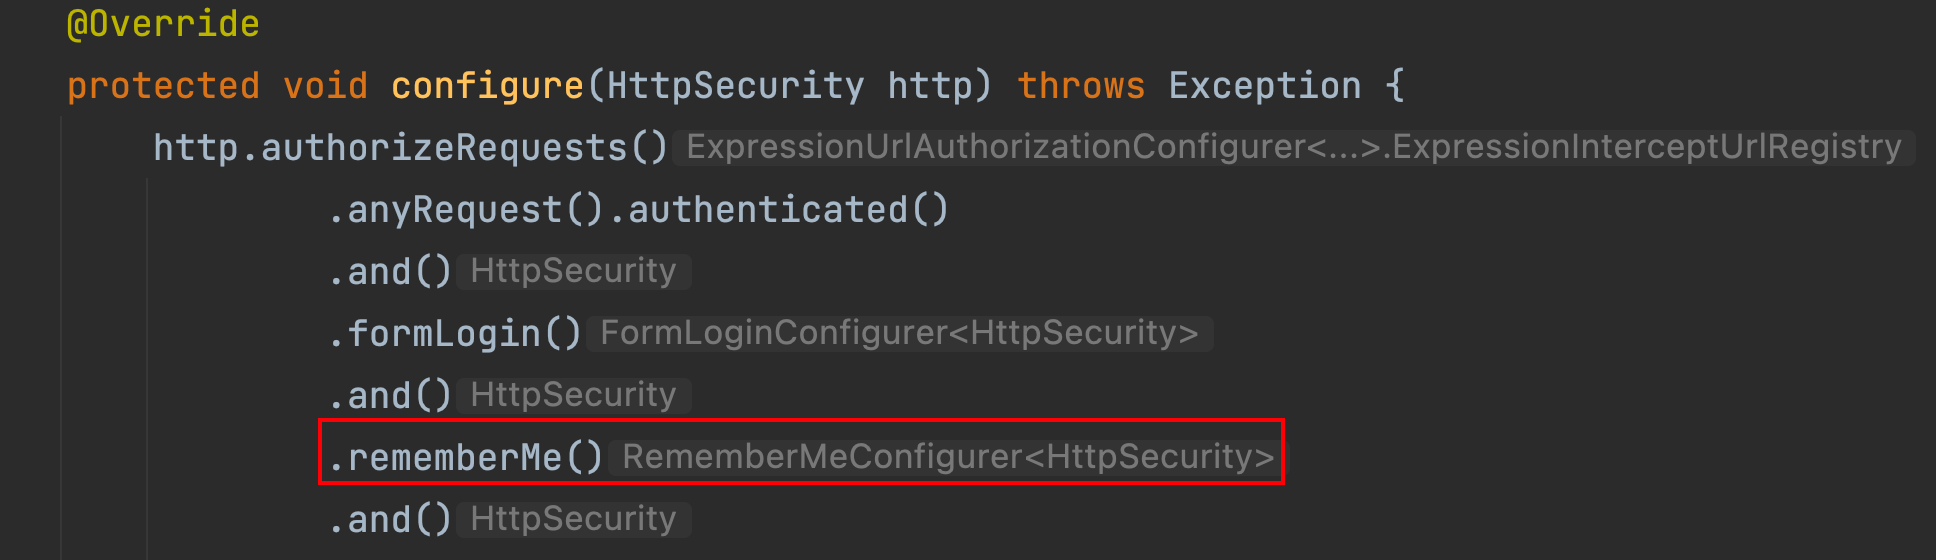 @Override
protected void configure(HttpSecurity http) throws Exception {
http.authorizeRequests() ExpressionUrlAuthorizationConfigurer<...>.ExpressionInterceptUrlRegistry
.anyRequest().authenticated()
.and() HttpSecurity
.formLogin() FormLoginConfigurer<HttpSecurity>
.and() HttpSecurity
.rememberMe() RememberMeConfigurer<HttpSecurity>
.and() HttpSecurity